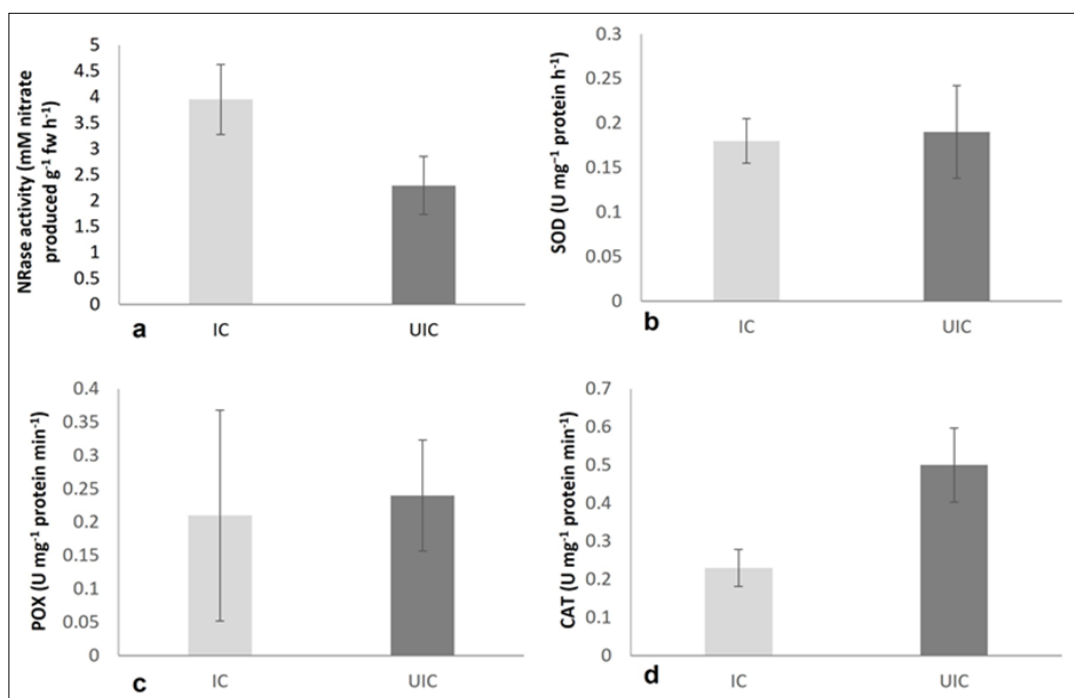 NRase activity (mM nitrate
produced g⁻¹ fw h⁻¹)
5
4.5
4
3.5
3
2.5
2
1.5
1
0.5
0
a
IC
UIC
SOD (U mg⁻¹ protein h⁻¹)
0.3
0.25
0.2
0.15
0.1
0.05
0
b
IC
UIC
POX (U mg⁻¹ protein min⁻¹)
0.4
0.35
0.3
0.25
0.2
0.15
0.1
0.05
0
c
IC
UIC
CAT (U mg⁻¹ protein min⁻¹)
0.7
0.6
0.5
0.4
0.3
0.2
0.1
0
d
IC
UIC